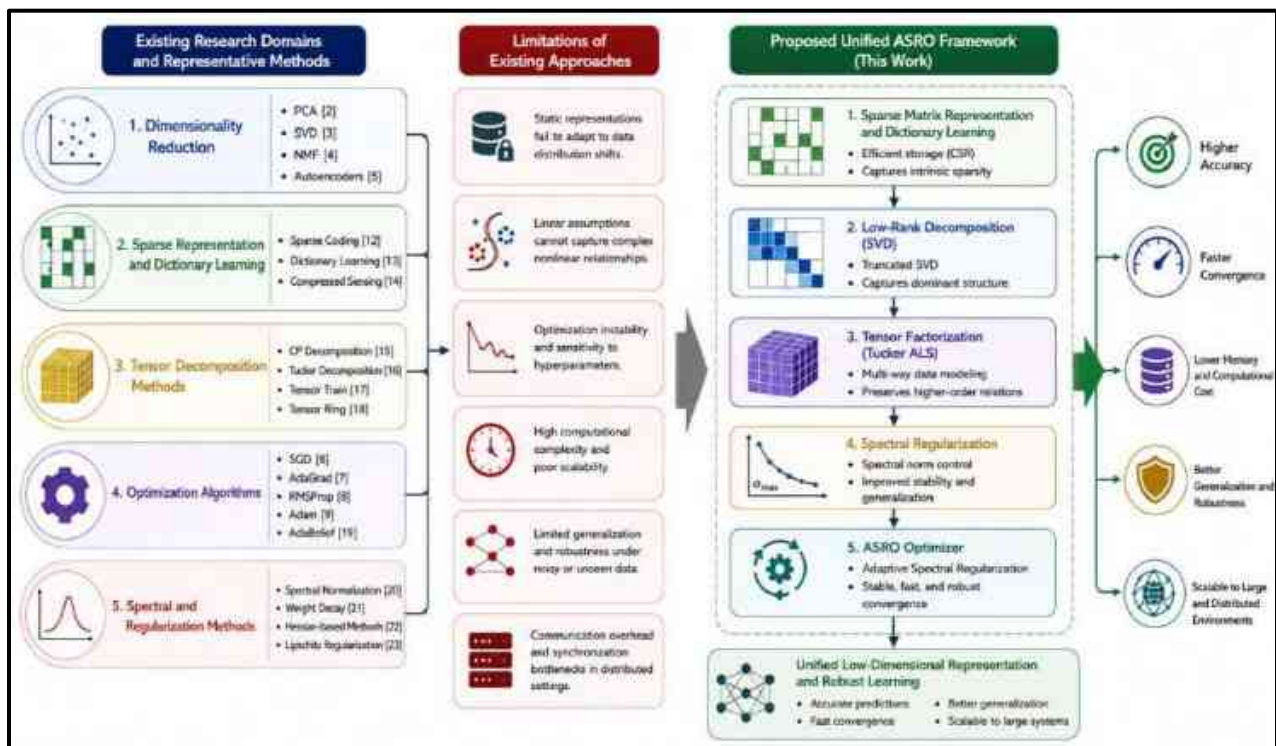 Existing Research Domains
and Representative Methods
1. Dimensionality
Reduction
• PCA [2]
• SVD [3]
• NMF [4]
• Autoencoders [5]
2. Sparse Representation
and Dictionary Learning
• Sparse Coding [12]
• Dictionary Learning [13]
• Compressed Sensing [14]
3. Tensor Decomposition
Methods
• CP Decomposition [15]
• Tucker Decomposition [16]
• Tensor Train [17]
• Tensor Ring [18]
4. Optimization Algorithms
• SGD [6]
• AdaGrad [7]
• RMSProp [8]
• Adam [9]
• AdaBelief [19]
5. Spectral and
Regularization Methods
• Spectral Normalization [20]
• Weight Decay [21]
• Hessian-based Methods [22]
• Lipschitz Regularization [23]
Limitations of
Existing Approaches
Static representations
fail to adapt to data
distribution shifts.
Linear assumptions
cannot capture complex
nonlinear relationships.
Optimization instability
and sensitivity to
hyperparameters.
High computational
complexity and
poor scalability.
Limited generalization
and robustness under
noisy or unseen data.
Communication overhead
and synchronization
bottlenecks in distributed
settings.
Proposed Unified ASRO Framework
(This Work)
1. Sparse Matrix Representation
and Dictionary Learning
• Efficient storage (CSR)
• Captures intrinsic sparsity
2. Low-Rank Decomposition
(SVD)
• Truncated SVD
• Captures dominant structure
3. Tensor Factorization
(Tucker ALS)
• Multi-way data modeling
• Preserves higher-order relations
4. Spectral Regularization
• Spectral norm control
• Improved stability and
generalization
σmax
5. ASRO Optimizer
• Adaptive Spectral Regularization
• Stable, fast, and robust
convergence
Unified Low-Dimensional Representation
and Robust Learning
• Accurate predictions
• Better generalization
• Fast convergence
• Scalable to large systems
Higher
Accuracy
Faster
Convergence
Lower Memory
and Computational
Cost
Better
Generalization and
Robustness
Scalable to Large
and Distributed
Environments